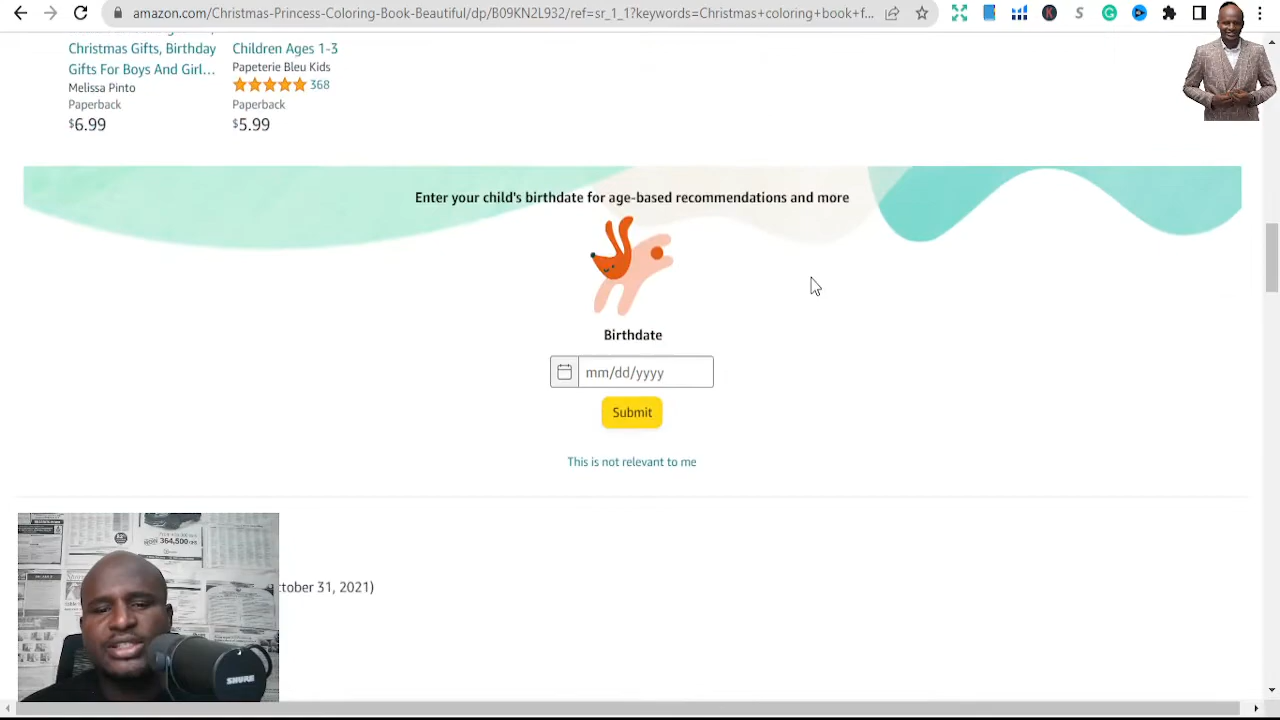 amazon.com/Christmas-Princess-Coloring-Book-Beautiful/dp/B09KN2L932/ref=sr_1_1?keywords=Christmas+coloring+book+f...
Christmas Gifts, Birthday
Gifts For Boys And Girl...
Melissa Pinto
Paperback
$6.99
Children Ages 1-3
Papeterie Bleu Kids
368
Paperback
$5.99
Enter your child's birthdate for age-based recommendations and more
Birthdate
mm/dd/yyyy
Submit
This is not relevant to me
ctober 31, 2021)
364,500
SHURE